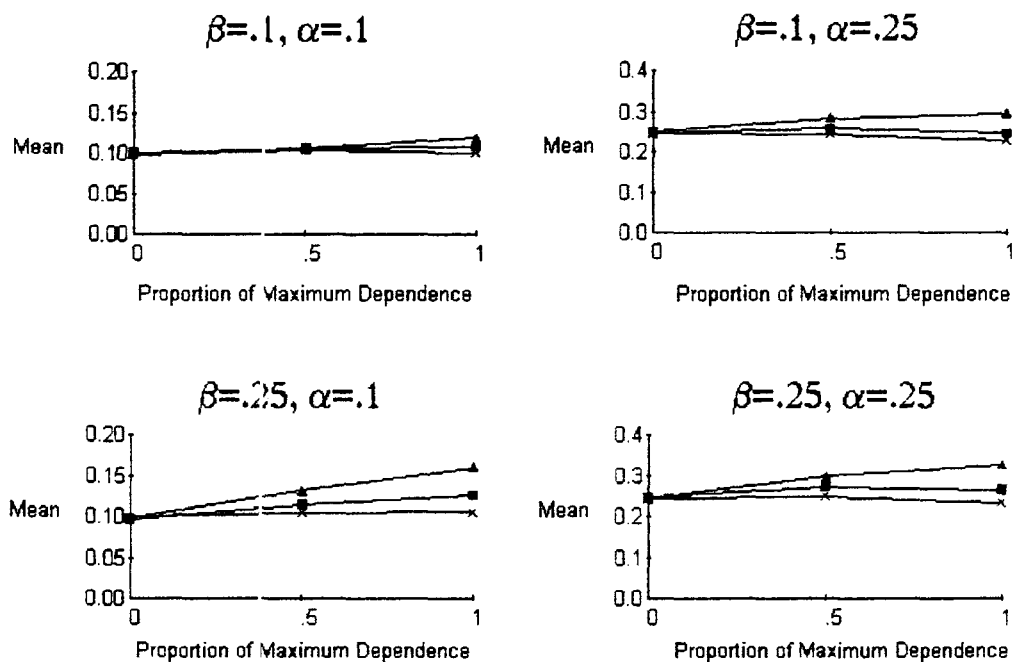 β=.1, α=.1
0.20
0.15
Mean
0.10
0.05
0.00
0 .5 1
Proportion of Maximum Dependence
β=.1, α=.25
0.4
0.3
Mean
0.2
0.1
0.0
0 .5 1
Proportion of Maximum Dependence
β=.25, α=.1
0.20
0.15
Mean
0.10
0.05
0.00
0 .5 1
Proportion of Maximum Dependence
β=.25, α=.25
0.4
0.3
Mean
0.2
0.1
0.0
0 .5 1
Proportion of Maximum Dependence